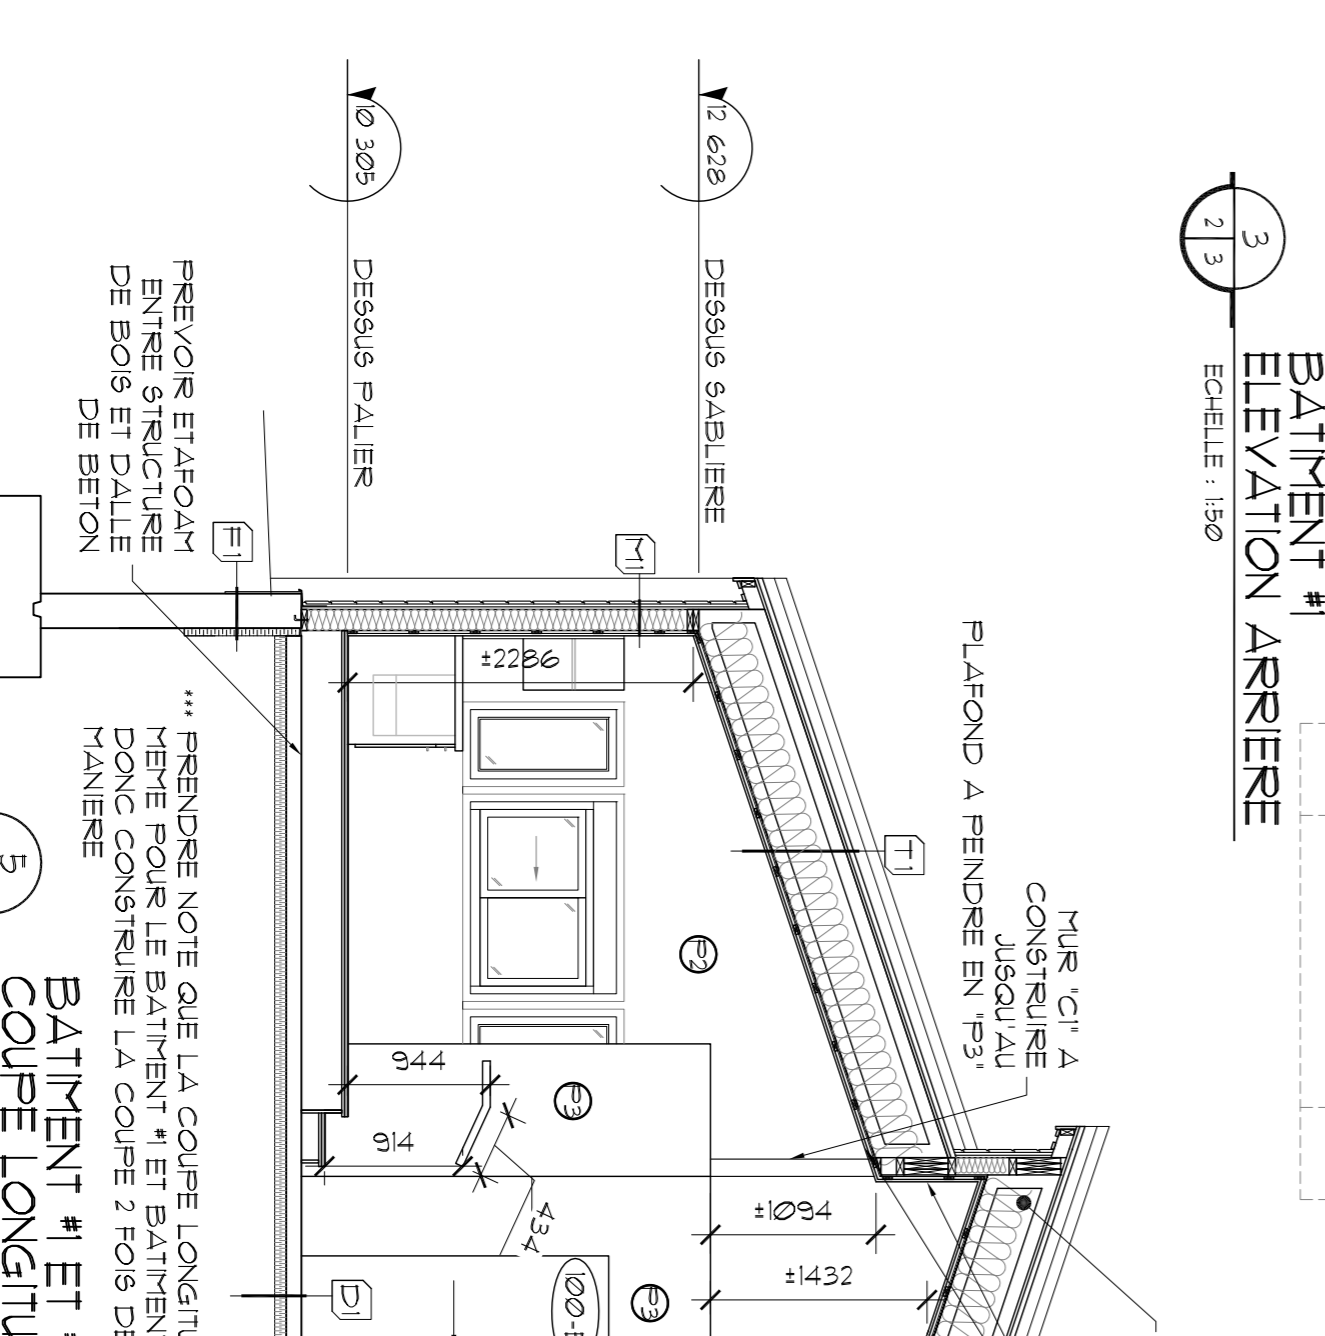 3
2
3
BATIMENT #1
ELEVATION ARRIERE
ECHELLE : 1:50
12 628
DESSUS SABLIERE
10 305
DESSUS PALIER
PREVOIR ETAFOAM
ENTRE STRUCTURE
DE BOIS ET DALLE
DE BETON
F1
M1
±2286
PLAFOND A PEINDRE EN "P3"
T1
MUR "C1" A
CONSTRUIRE
JUSQU'AU
P2
944
P3
914
434
±1094
±1432
100-
P3
D1
*** PRENDRE NOTE QUE LA COUPE LONGITU
MEME POUR LE BATIMENT #1 ET BATIMENT
DONC CONSTRUIRE LA COUPE 2 FOIS DE
MANIERE
5
BATIMENT #1 ET
COUPE LONGITU